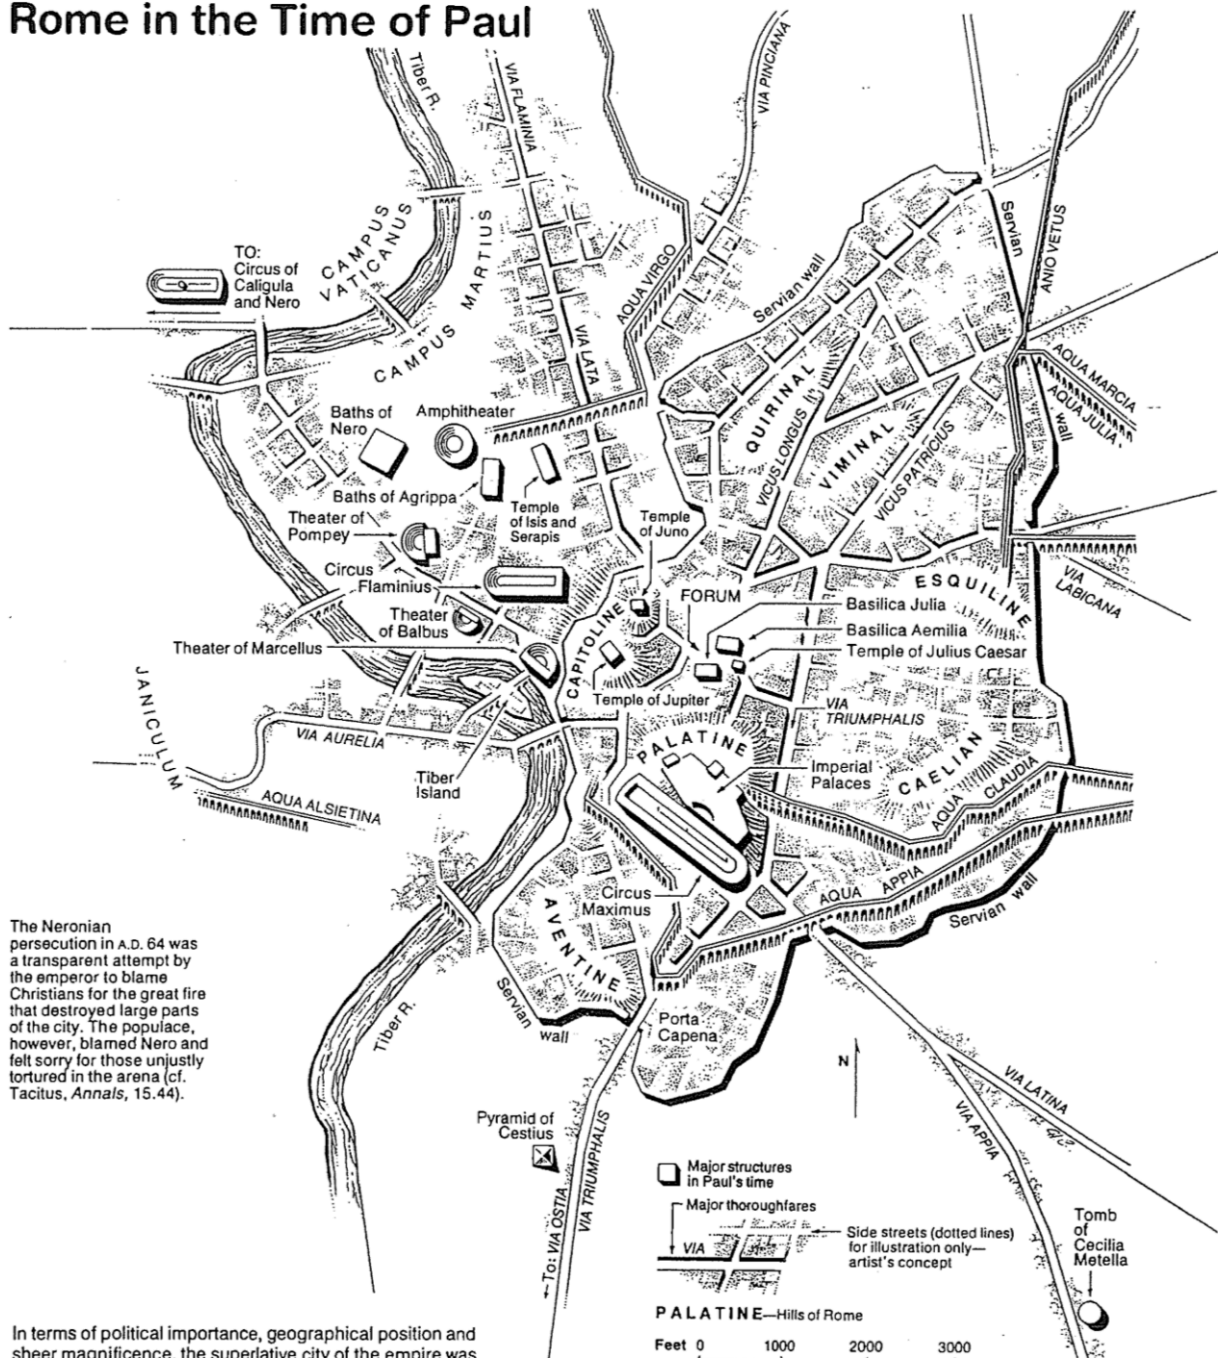 Rome in the Time of Paul
Tiber R.
VIA FLAMINIA
VIA PINCIANA
CAMPUS
VATICANUS
CAMPUS MARTIUS
TO:
Circus of
Caligula
and Nero
AQUA VIRGO
Servian wall
Servian
ANIO VETUS
VIA LATA
AQUA MARCIA
AQUA JULIA
wall
QUIRINAL
VICUS LONGUS
VIMINAL
VICUS PATRICIUS
Baths of
Nero
Amphitheater
Baths of Agrippa
Temple
of Isis and
Serapis
Theater of
Pompey
Temple
of Juno
Circus
Flaminius
FORUM
ESQUILINE
VIA
LABICANA
Theater
of Balbus
Basilica Julia
Basilica Aemilia
Temple of Julius Caesar
Theater of Marcellus
CAPITOLINE
Temple of Jupiter
JANICULUM
VIA AURELIA
VIA
TRIUMPHALIS
PALATINE
CAELIAN
Imperial
Palaces
Tiber
Island
AQUA ALSIETINA
AQUA CLAUDIA
Circus
Maximus
AQUA APPIA
Servian wall
AVENTINE
The Neronian
persecution in A.D. 64 was
a transparent attempt by
the emperor to blame
Christians for the great fire
that destroyed large parts
of the city. The populace,
however, blamed Nero and
felt sorry for those unjustly
tortured in the arena (cf.
Tacitus, Annals, 15.44).
Tiber R.
Servian
wall
Porta
Capena
N
VIA LATINA
VIA APPIA
Pyramid of
Cestius
VIA TRIUMPHALIS
To: VIA OSTIA
Major structures
in Paul's time
Major thoroughfares
VIA
Side streets (dotted lines)
for illustration only—
artist's concept
Tomb
of
Cecilia
Metella
PALATINE—Hills of Rome
Feet 0 1000 2000 3000
In terms of political importance, geographical position and
sheer magnificence, the superlative city of the empire was